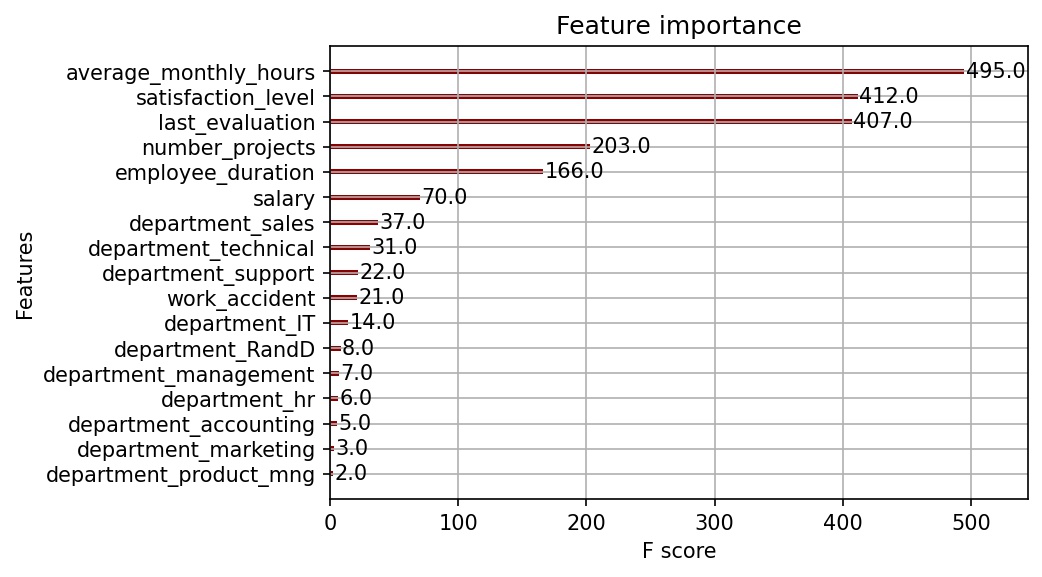 Feature importance
Features
average_monthly_hours 495.0
satisfaction_level 412.0
last_evaluation 407.0
number_projects 203.0
employee_duration 166.0
salary 70.0
department_sales 37.0
department_technical 31.0
department_support 22.0
work_accident 21.0
department_IT 14.0
department_RandD 8.0
department_management 7.0
department_hr 6.0
department_accounting 5.0
department_marketing 3.0
department_product_mng 2.0
0 100 200 300 400 500
F score